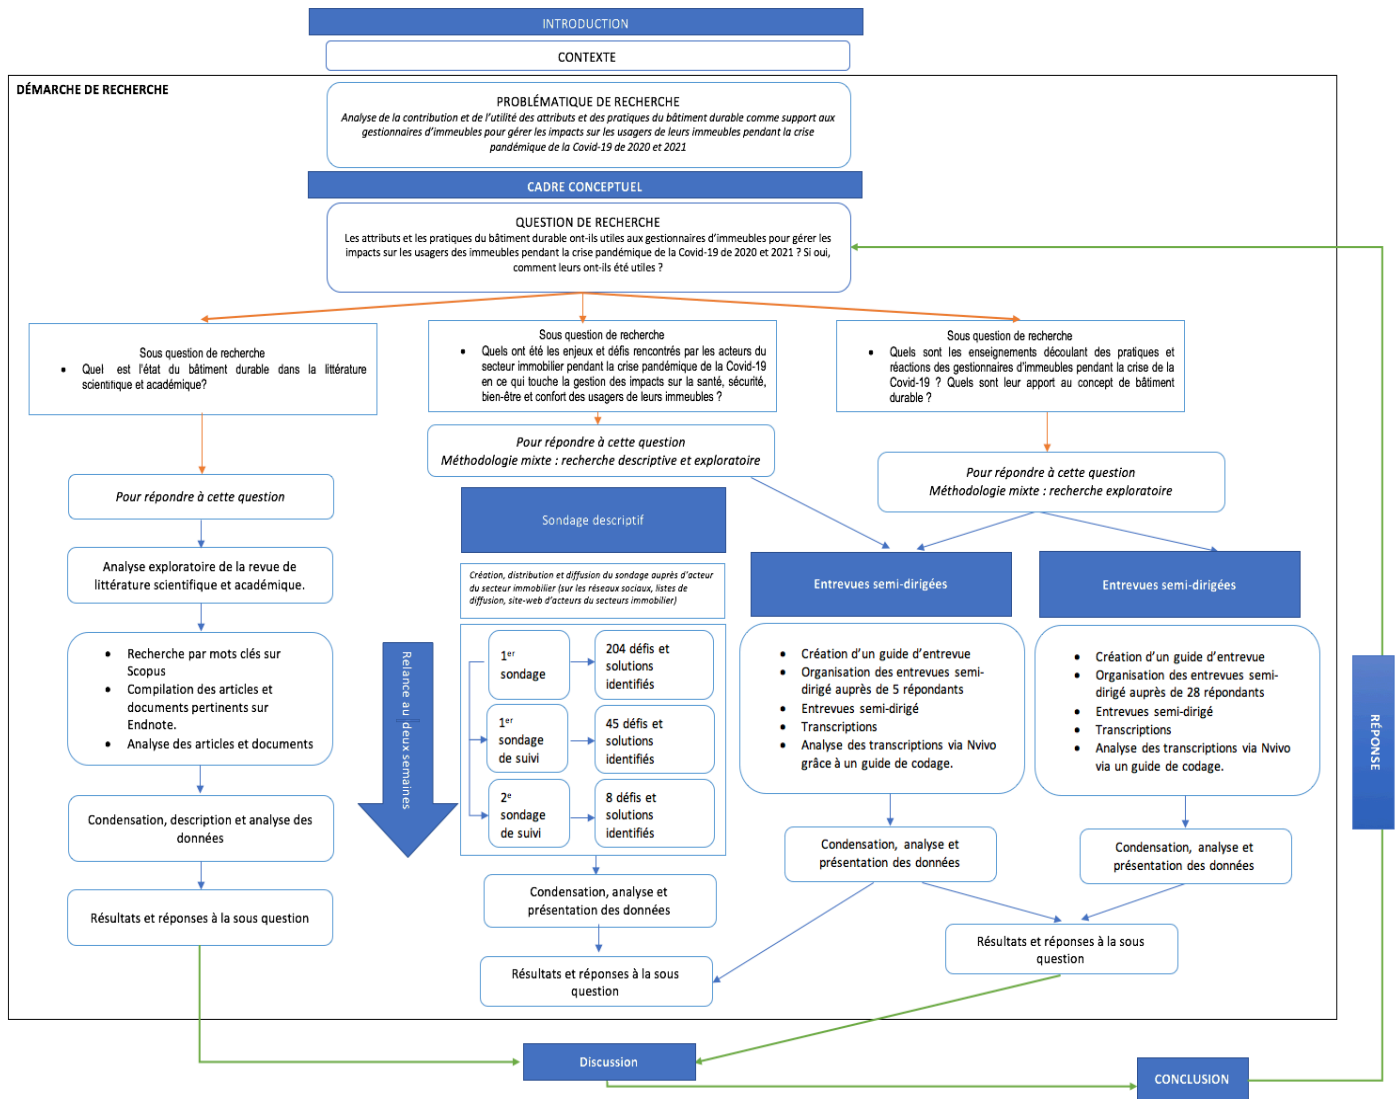 INTRODUCTION
CONTEXTE
DÉMARCHE DE RECHERCHE
PROBLÉMATIQUE DE RECHERCHE
Analyse de la contribution et de l'utilité des attributs et des pratiques du bâtiment durable comme support aux
gestionnaires d'immeubles pour gérer les impacts sur les usagers de leurs immeubles pendant la crise
pandémique de la Covid-19 de 2020 et 2021
CADRE CONCEPTUEL
QUESTION DE RECHERCHE
Les attributs et les pratiques du bâtiment durable ont-ils utiles aux gestionnaires d'immeubles pour gérer les
impacts sur les usagers des immeubles pendant la crise pandémique de la Covid-19 de 2020 et 2021 ? Si oui,
comment leurs ont-ils été utiles ?
Sous question de recherche
• Quel est l'état du bâtiment durable dans la littérature
scientifique et académique?
Sous question de recherche
• Quels ont été les enjeux et défis rencontrés par les acteurs du
secteur immobilier pendant la crise pandémique de la Covid-19
en ce qui touche la gestion des impacts sur la santé, sécurité,
bien-être et confort des usagers de leurs immeubles ?
Sous question de recherche
• Quels sont les enseignements découlant des pratiques et
réactions des gestionnaires d'immeubles pendant la crise de la
Covid-19 ? Quels sont leur apport au concept de bâtiment
durable ?
Pour répondre à cette question
Méthodologie mixte : recherche descriptive et exploratoire
Pour répondre à cette question
Méthodologie mixte : recherche exploratoire
Pour répondre à cette question
Analyse exploratoire de la revue de
littérature scientifique et académique.
• Recherche par mots clés sur
Scopus
• Compilation des articles et
documents pertinents sur
Endnote.
• Analyse des articles et documents
Condensation, description et analyse des
données
Résultats et réponses à la sous question
Sondage descriptif
Création, distribution et diffusion du sondage auprès d'acteur
du secteur immobilier (sur les réseaux sociaux, listes de
diffusion, site-web d'acteurs du secteurs immobilier)
Relance au deux semaines
1er
sondage
204 défis et
solutions
identifiés
1er
sondage
de suivi
45 défis et
solutions
identifiés
2e
sondage
de suivi
8 défis et
solutions
identifiés
Condensation, analyse et
présentation des données
Résultats et réponses à la sous
question
Entrevues semi-dirigées
• Création d'un guide d'entrevue
• Organisation des entrevues semi-
dirigé auprès de 5 répondants
• Entrevues semi-dirigé
• Transcriptions
• Analyse des transcriptions via Nvivo
grâce à un guide de codage.
Condensation, analyse et
présentation des données
Entrevues semi-dirigées
• Création d'un guide d'entrevue
• Organisation des entrevues semi-
dirigé auprès de 28 répondants
• Entrevues semi-dirigé
• Transcriptions
• Analyse des transcriptions via Nvivo
via un guide de codage.
Condensation, analyse et
présentation des données
Résultats et réponses à la sous
question
RÉPONSE
Discussion
CONCLUSION